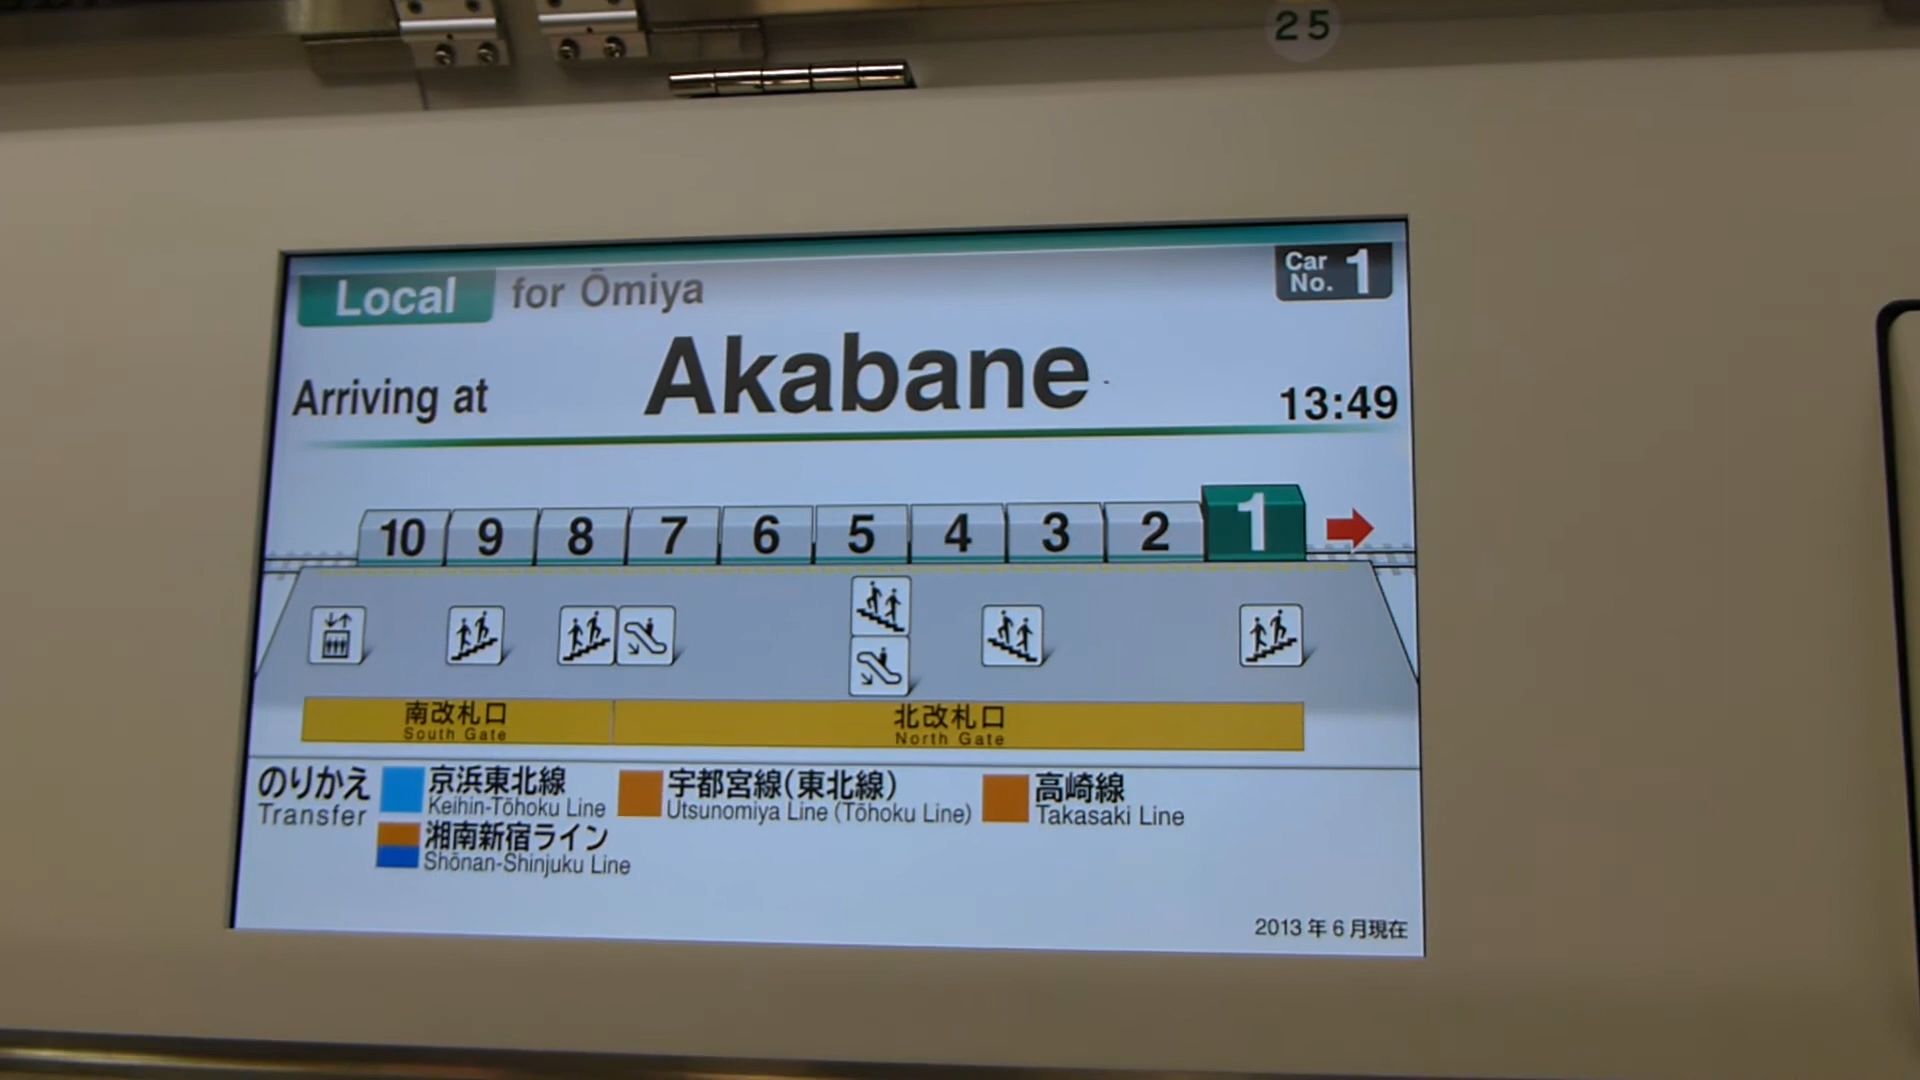 25
Local for Ōmiya
Car No. 1
Arriving at Akabane 13:49
10 9 8 7 6 5 4 3 2 1
南改札口 北改札口
South Gate North Gate
のりかえ 京浜東北線 宇都宮線(東北線) 高崎線
Transfer Keihin-Tōhoku Line Utsunomiya Line (Tōhoku Line) Takasaki Line
湘南新宿ライン
Shōnan-Shinjuku Line
2013年6月現在